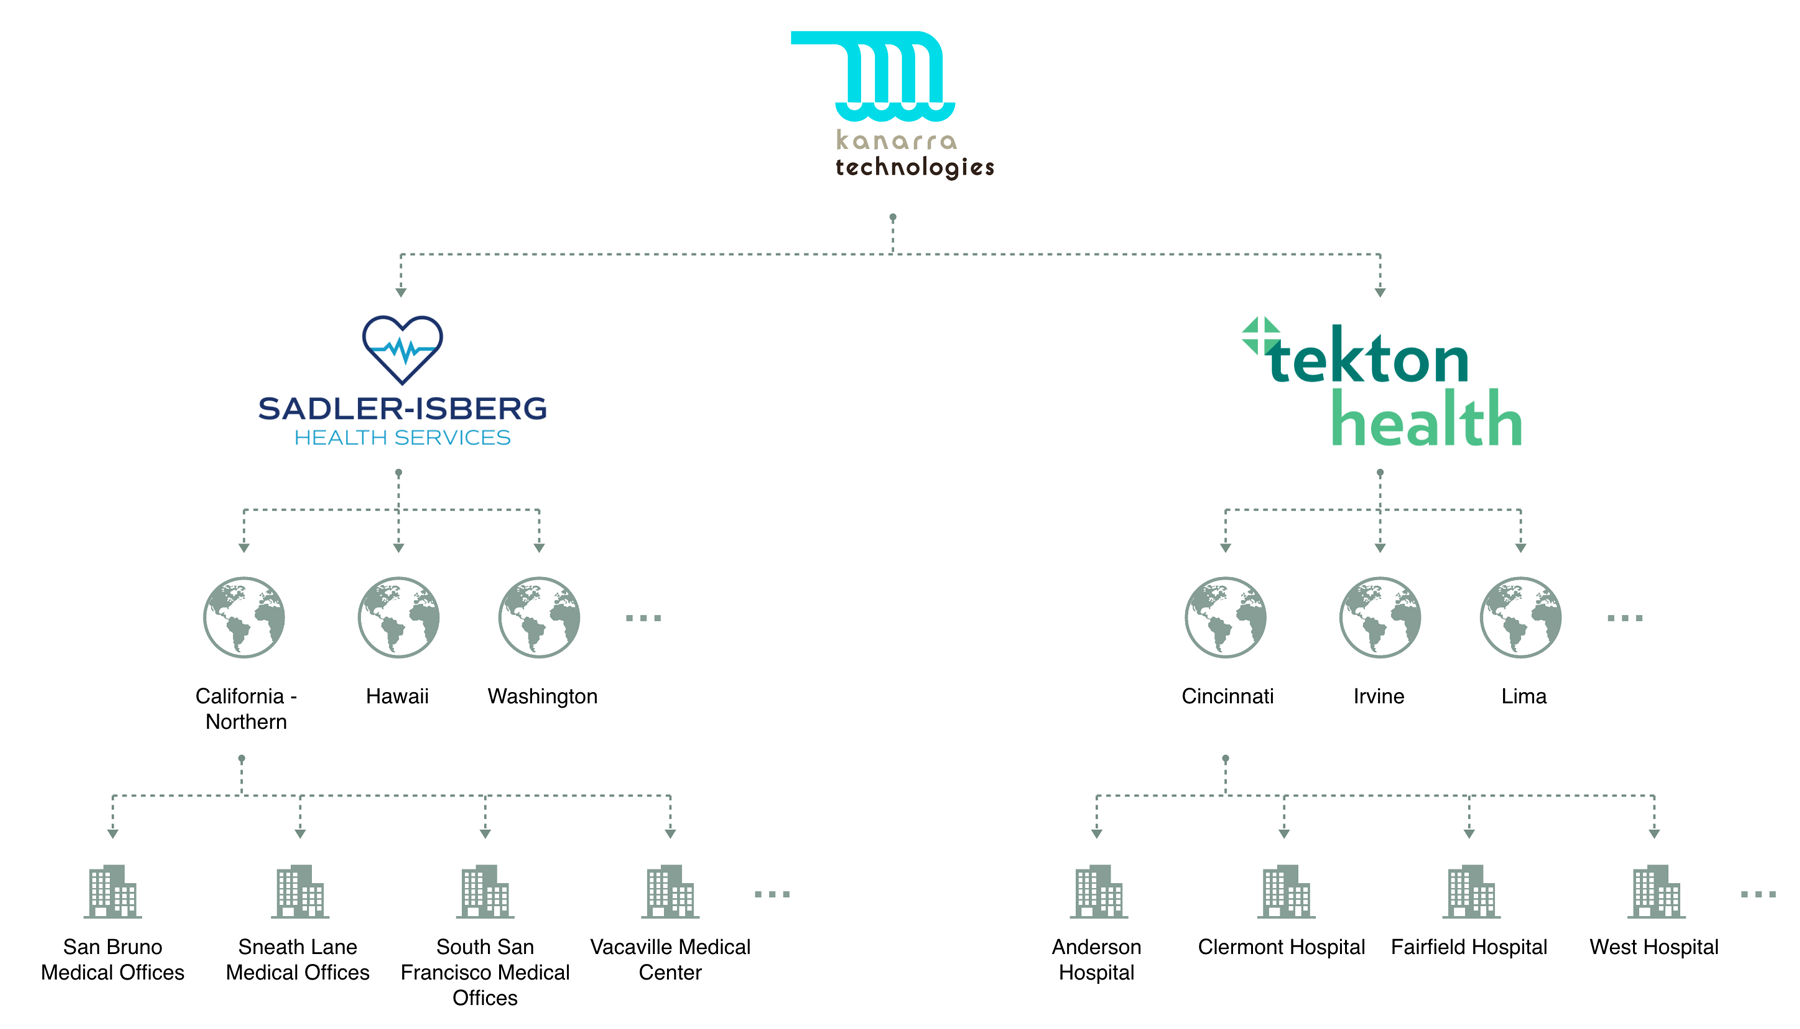 kanarra
technologies
SADLER-ISBERG
HEALTH SERVICES
tekton
health
California -
Northern
Hawaii
Washington
...
Cincinnati
Irvine
Lima
...
San Bruno
Medical Offices
Sneath Lane
Medical Offices
South San
Francisco Medical
Offices
Vacaville Medical
Center
...
Anderson
Hospital
Clermont Hospital
Fairfield Hospital
West Hospital
...